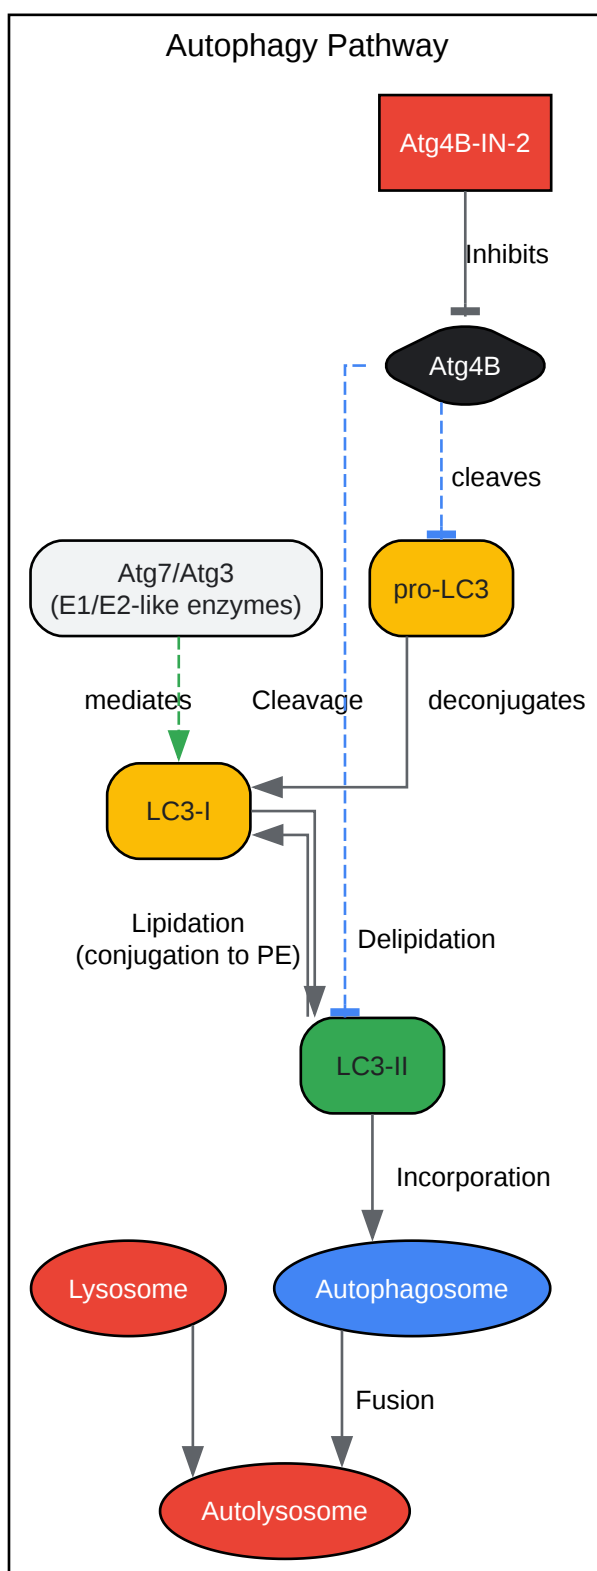 Autophagy Pathway
Atg4B-IN-2
Inhibits
Atg4B
cleaves
Atg7/Atg3
(E1/E2-like enzymes)
pro-LC3
mediates
Cleavage
deconjugates
LC3-I
Lipidation
(conjugation to PE)
Delipidation
LC3-II
Incorporation
Lysosome
Autophagosome
Fusion
Autolysosome